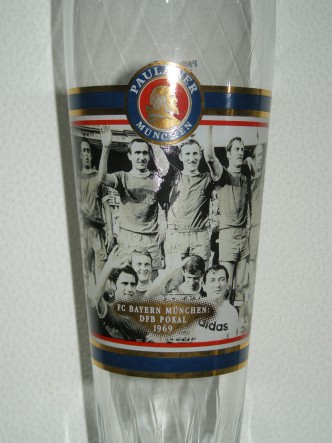 PAULANER
MÜNCHEN
FC BAYERN MÜNCHEN:
DFB POKAL
1969
adidas